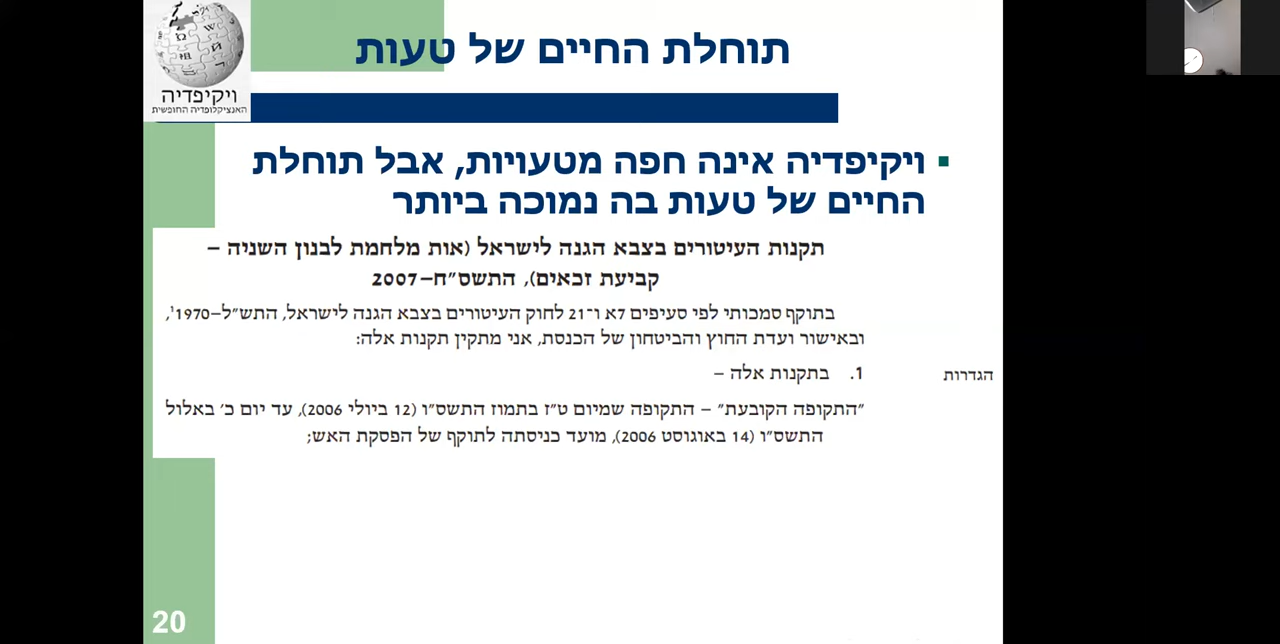 תוחלת החיים של טעות
ויקיפדיה
האנציקלופדיה החופשית
▪ ויקיפדיה אינה חפה מטעויות, אבל תוחלת
החיים של טעות בה נמוכה ביותר
תקנות העיטורים בצבא הגנה לישראל (אות מלחמת לבנון השניה –
קביעת זכאים), התשס"ח–2007
בתוקף סמכותי לפי סעיפים 7א ו־21 לחוק העיטורים בצבא הגנה לישראל, התש"ל–1970¹,
ובאישור ועדת החוץ והביטחון של הכנסת, אני מתקין תקנות אלה:
הגדרות
1. בתקנות אלה –
"התקופה הקובעת" – התקופה שמיום ט"ז בתמוז התשס"ו (12 ביולי 2006), עד יום כ' באלול
התשס"ו (14 באוגוסט 2006), מועד כניסתה לתוקף של הפסקת האש;
20